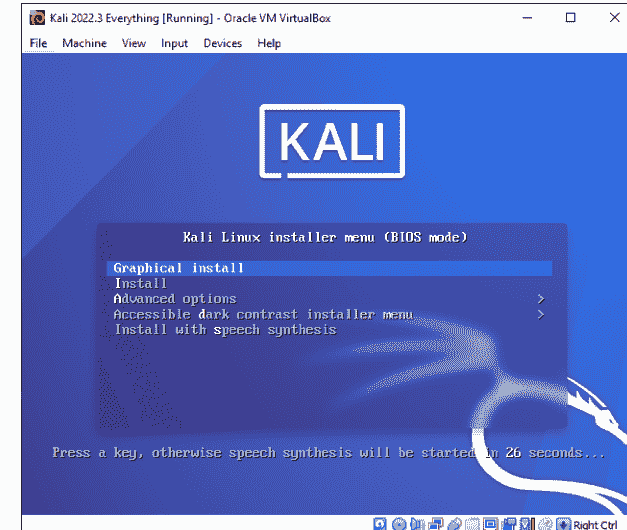 Kali 2022.3 Everything [Running] - Oracle VM VirtualBox
File Machine View Input Devices Help
KALI
Kali Linux installer menu (BIOS mode)
Graphical install
Install
Advanced options >
Accessible dark contrast installer menu >
Install with speech synthesis
Press a key, otherwise speech synthesis will be started in 26 seconds...
Right Ctrl